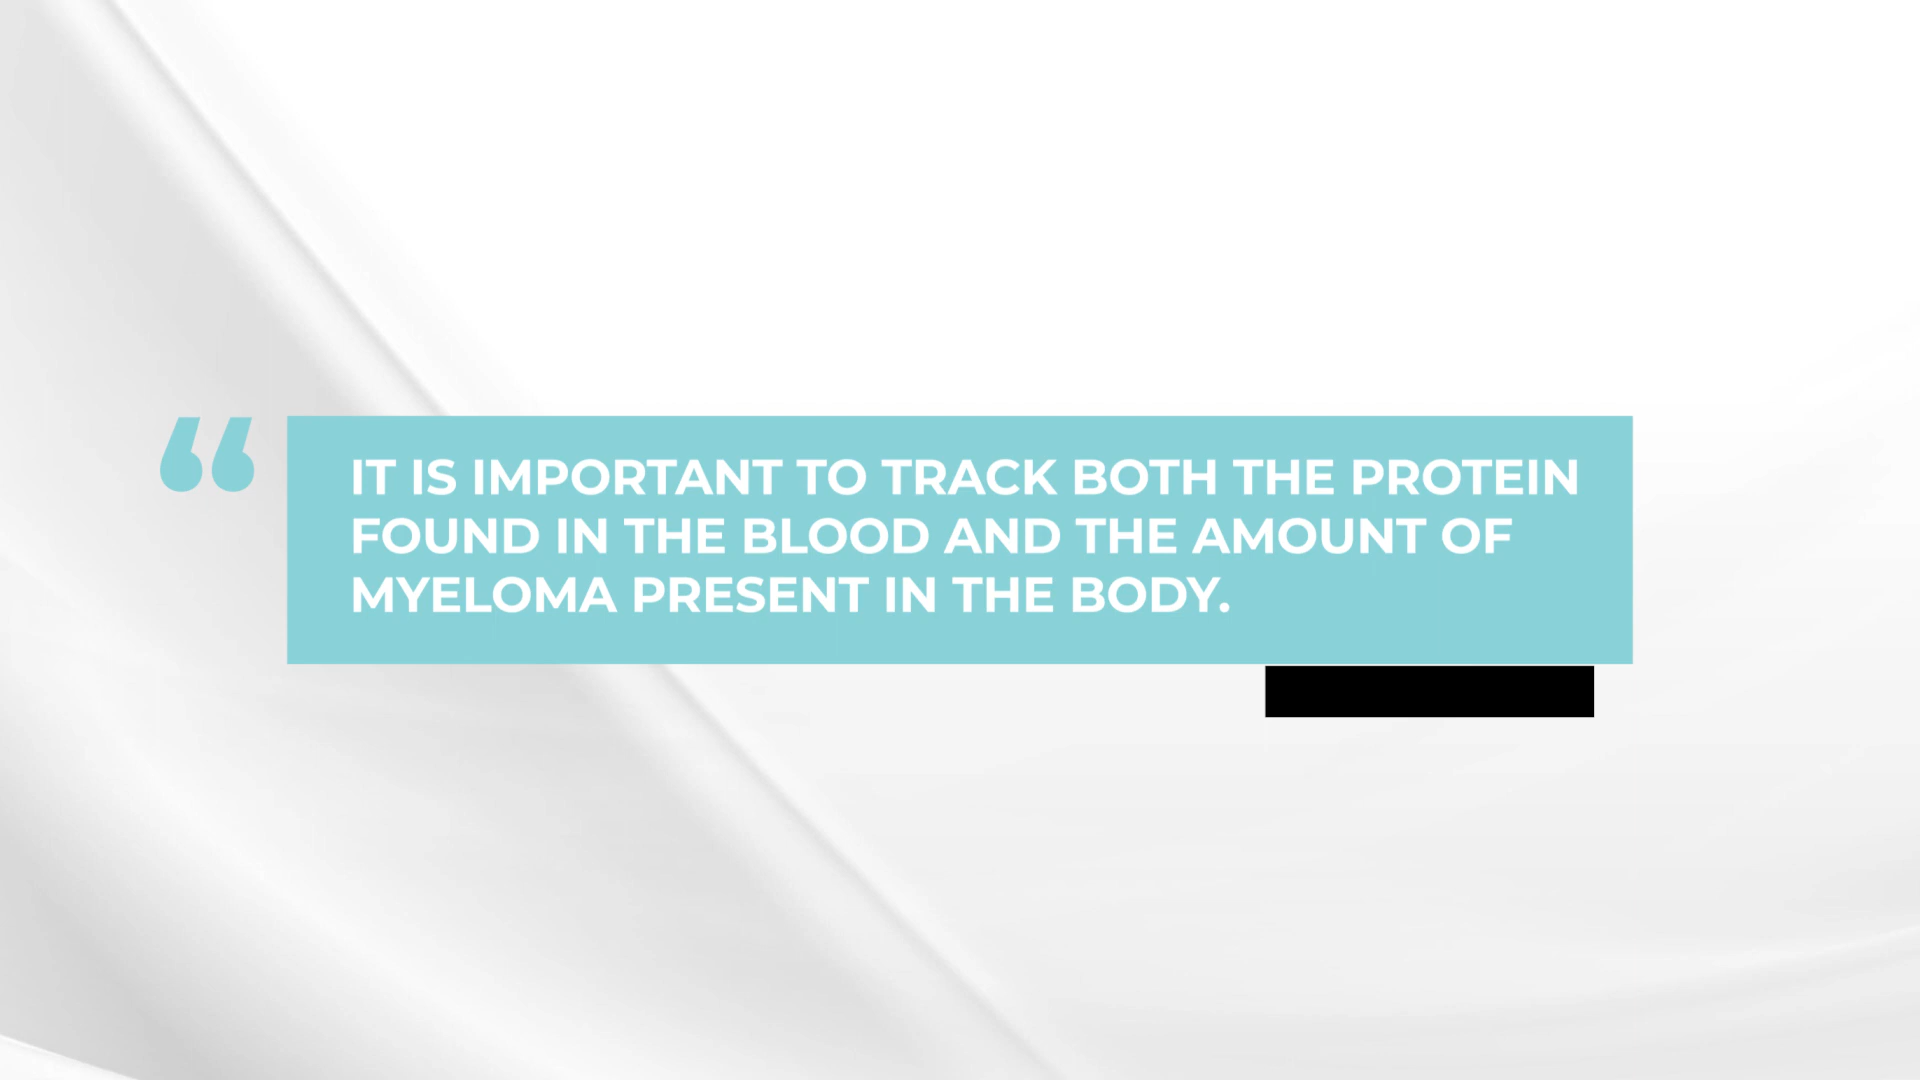 “
IT IS IMPORTANT TO TRACK BOTH THE PROTEIN
FOUND IN THE BLOOD AND THE AMOUNT OF
MYELOMA PRESENT IN THE BODY.